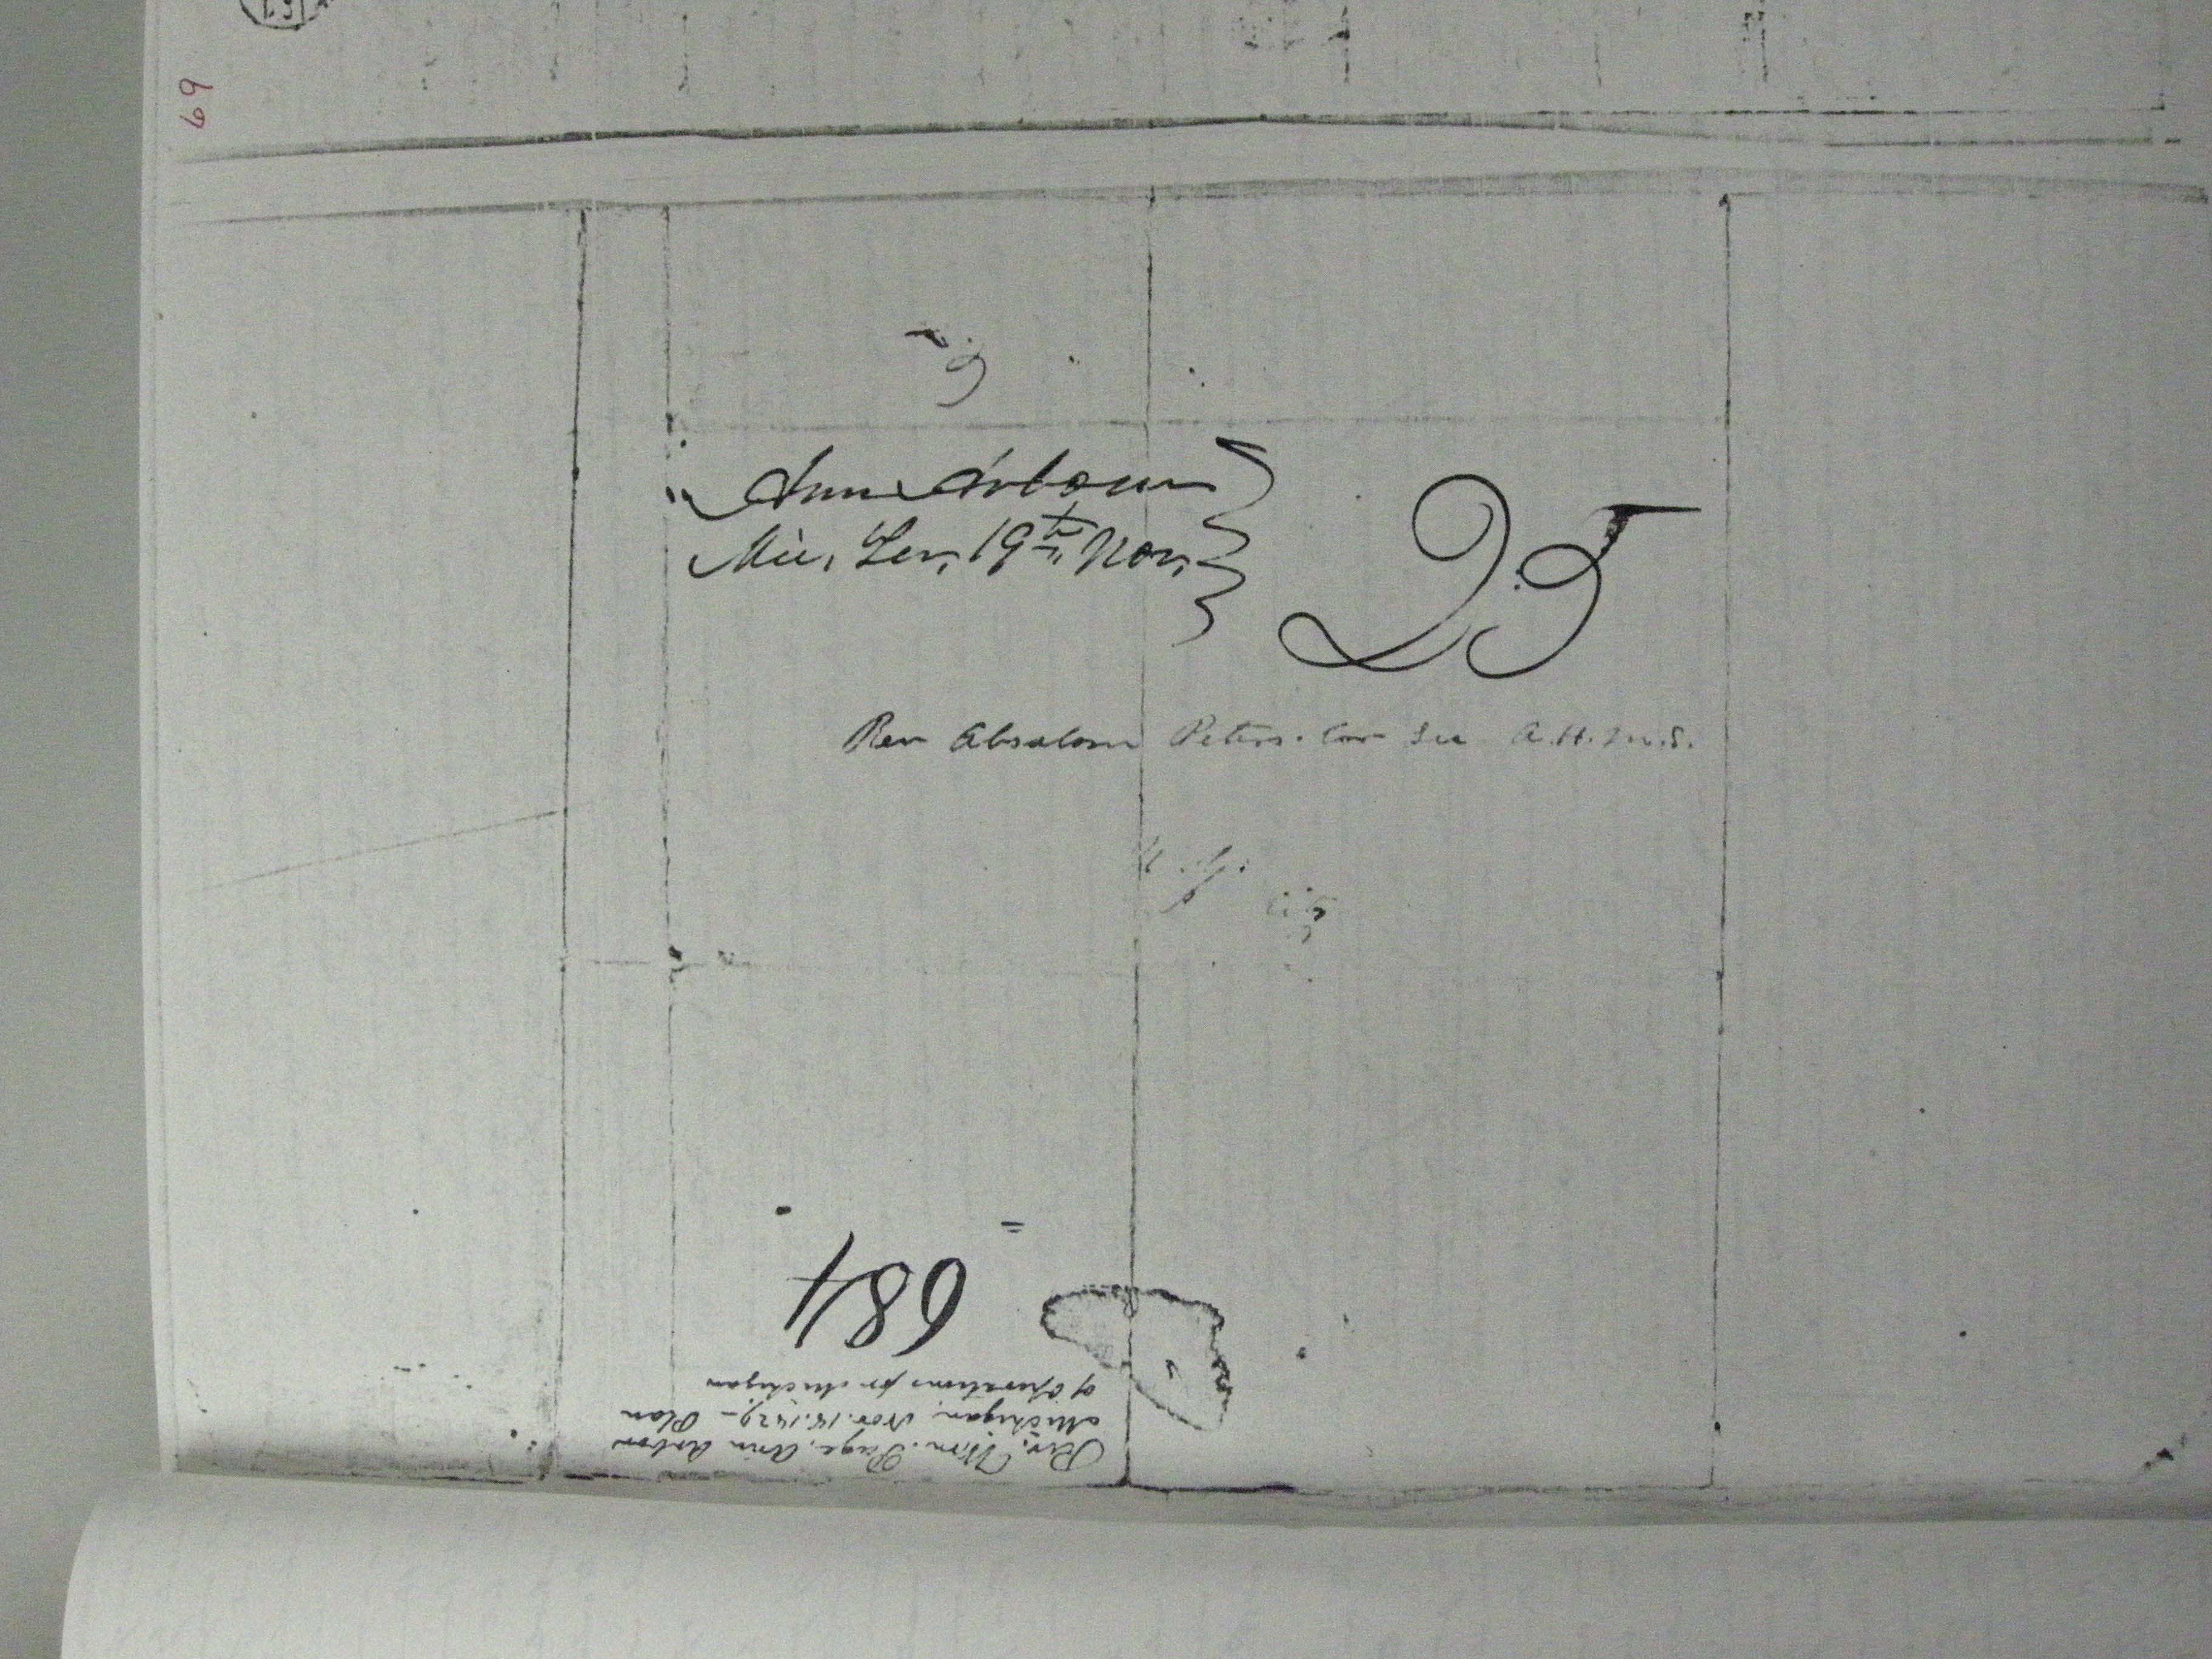 69
Ann Arbour
Mic. Ter, 19th Nov,
25
Rev Absalom Peters. Cor Sec A.H.M.S.
684
Rev. Wm. Page, Ann Arbor
Michigan, Nov. 18. 1829, - Plan
of Operations for Michigan